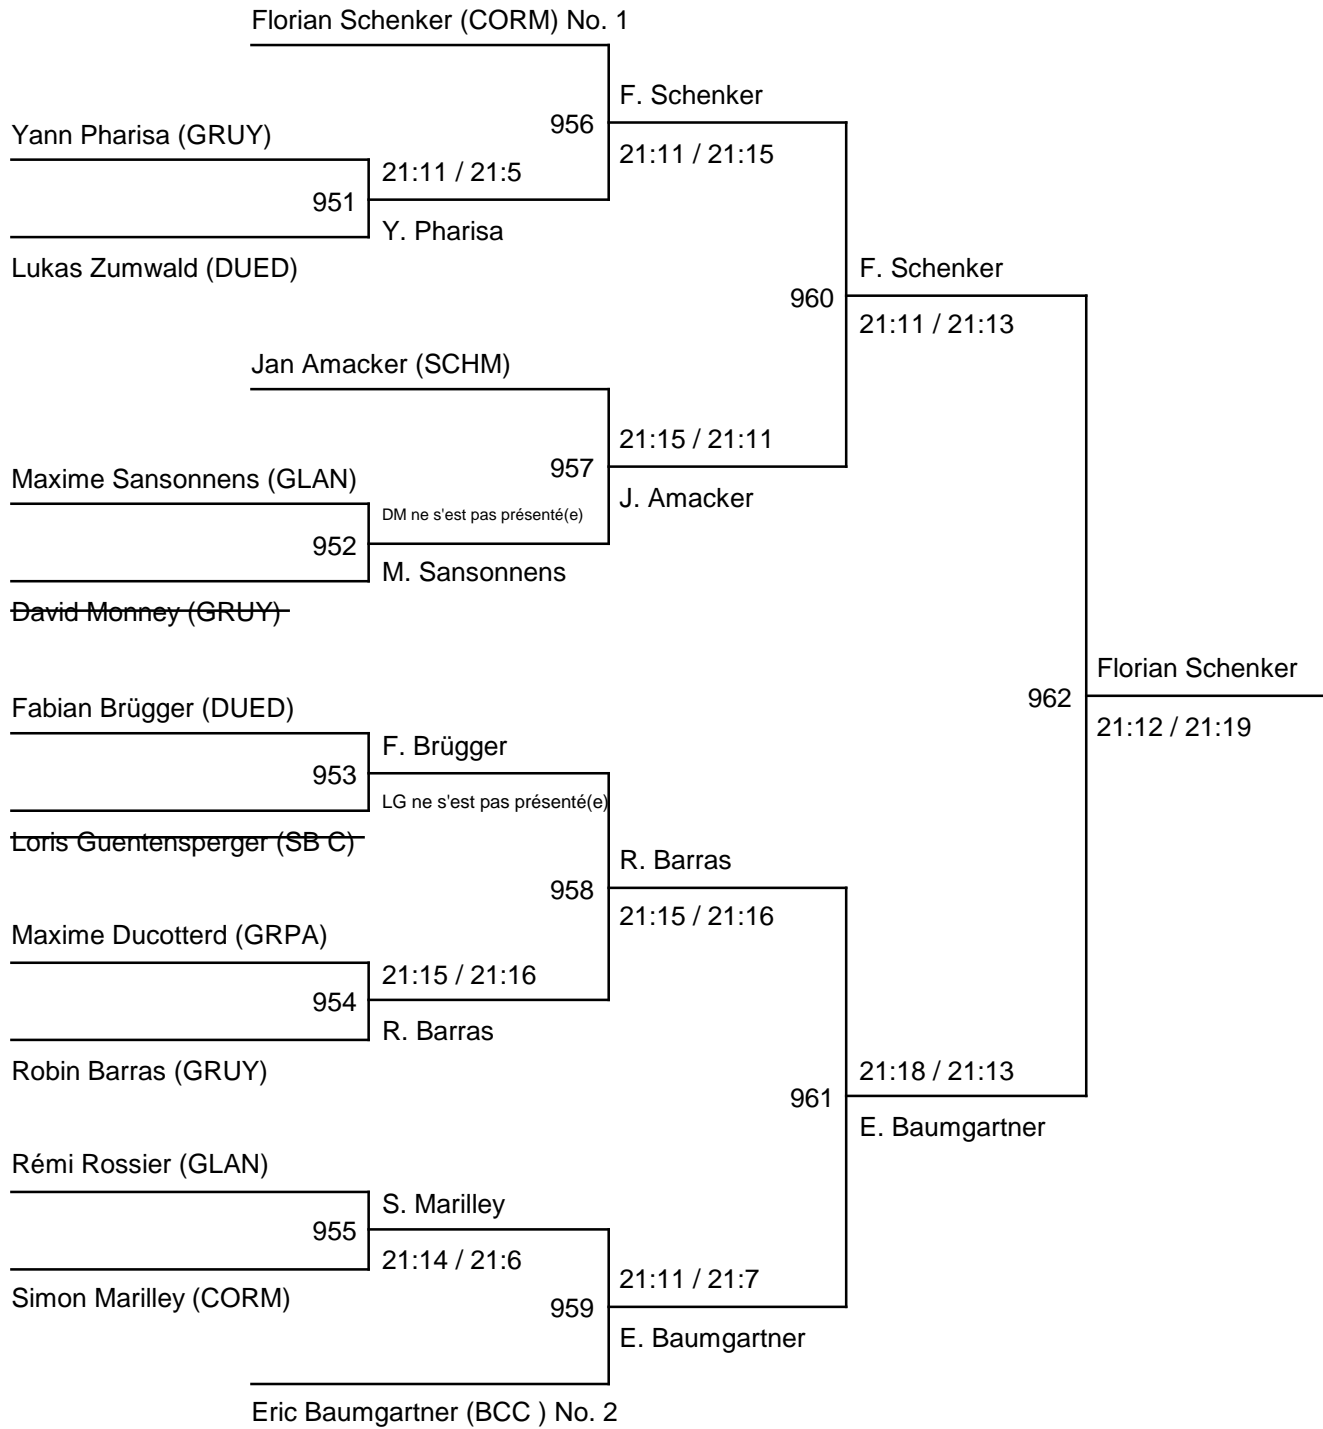 Florian Schenker (CORM) No. 1
F. Schenker
956
Yann Pharisa (GRUY)
21:11 / 21:15
21:11 / 21:5
951
Y. Pharisa
Lukas Zumwald (DUED)
F. Schenker
960
21:11 / 21:13
Jan Amacker (SCHM)
21:15 / 21:11
957
Maxime Sansonnens (GLAN)
J. Amacker
DM ne s'est pas présenté(e)
952
M. Sansonnens
David Monney (GRUY)
Florian Schenker
962
Fabian Brügger (DUED)
21:12 / 21:19
F. Brügger
953
LG ne s'est pas présenté(e)
Loris Guentensperger (SB C)
R. Barras
958
21:15 / 21:16
Maxime Ducotterd (GRPA)
21:15 / 21:16
954
R. Barras
Robin Barras (GRUY)
21:18 / 21:13
961
E. Baumgartner
Rémi Rossier (GLAN)
S. Marilley
955
21:14 / 21:6
21:11 / 21:7
Simon Marilley (CORM)
959
E. Baumgartner
Eric Baumgartner (BCC ) No. 2